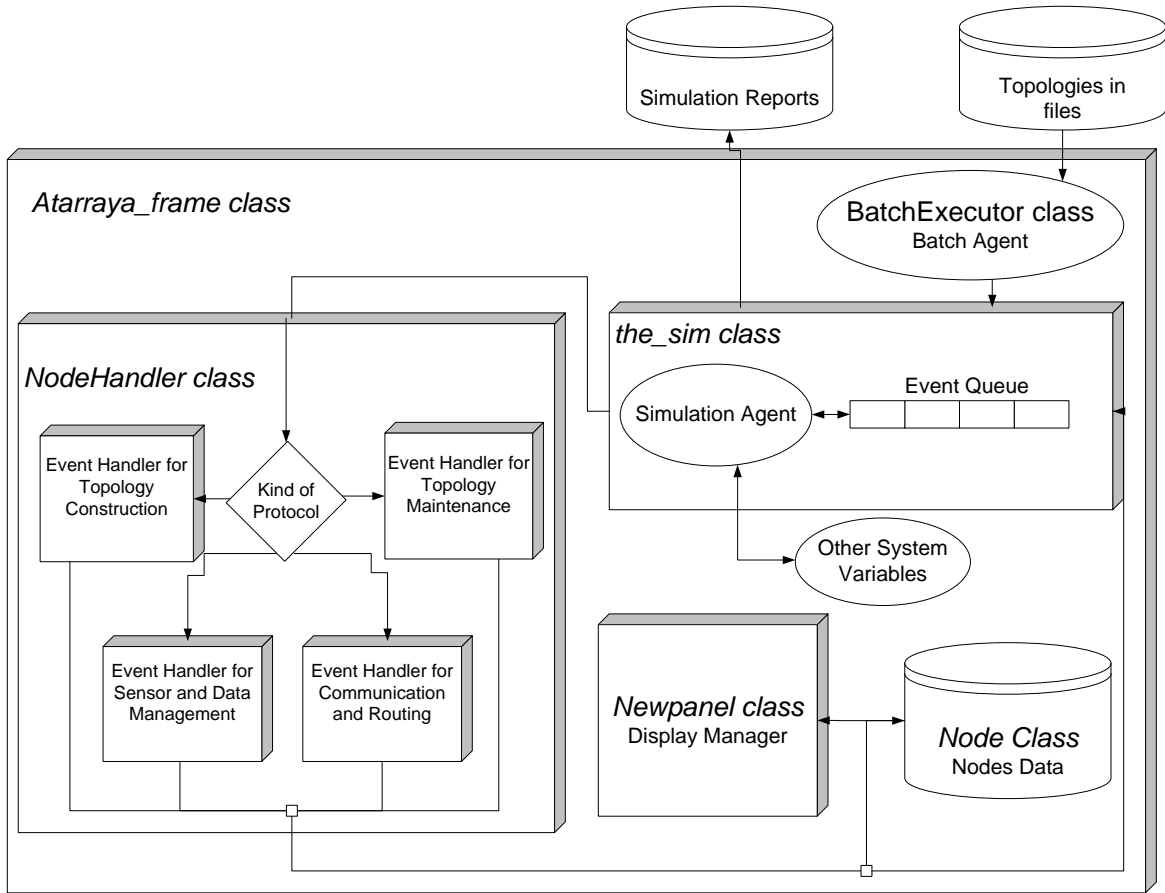 Simulation Reports
Topologies in
files
Atarraya_frame class
BatchExecutor class
Batch Agent
the_sim class
NodeHandler class
Event Queue
Simulation Agent
Event Handler for
Topology
Construction
Kind of
Protocol
Event Handler for
Topology
Maintenance
Other System
Variables
Event Handler for
Sensor and Data
Management
Event Handler for
Communication
and Routing
Newpanel class
Display Manager
Node Class
Nodes Data